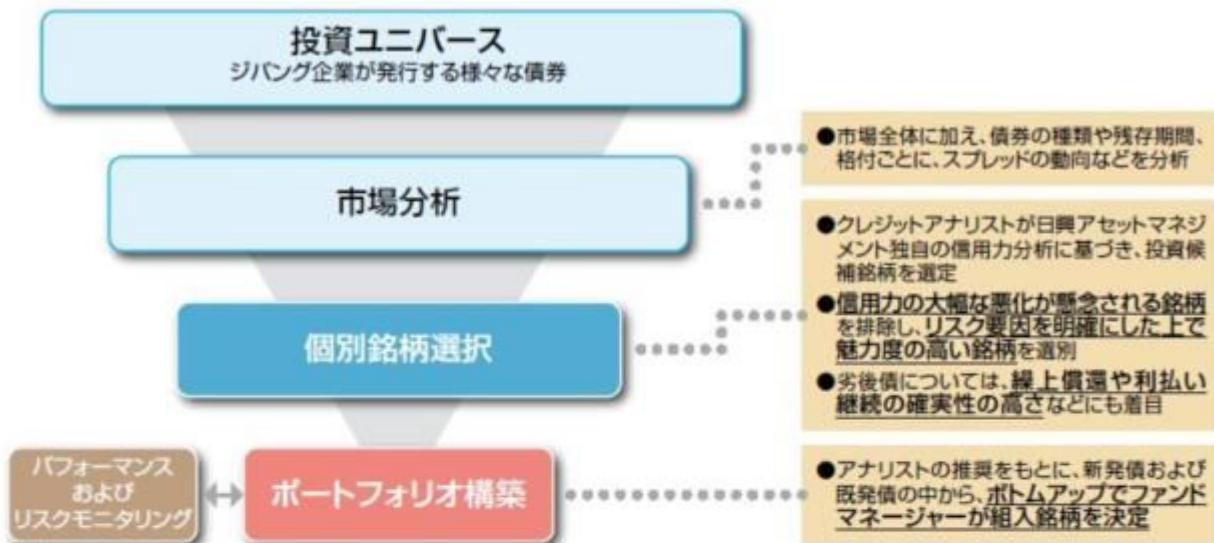 投資ユニバース
ジパング企業が発行する様々な債券
市場分析
●市場全体に加え、債券の種類や残存期間、
格付ごとに、スプレッドの動向などを分析
個別銘柄選択
●クレジットアナリストが日興アセットマネジ
メント独自の信用力分析に基づき、投資候
補銘柄を選定
●信用力の大幅な悪化が懸念される銘柄
を排除し、リスク要因を明確にした上で
魅力度の高い銘柄を選別
●劣後債については、繰上償還や利払い
継続の確実性の高さなどにも着目
パフォーマンス
および
リスクモニタリング
ポートフォリオ構築
●アナリストの推奨をもとに、新発債および
既発債の中から、ボトムアップでファンド
マネージャーが組入銘柄を決定